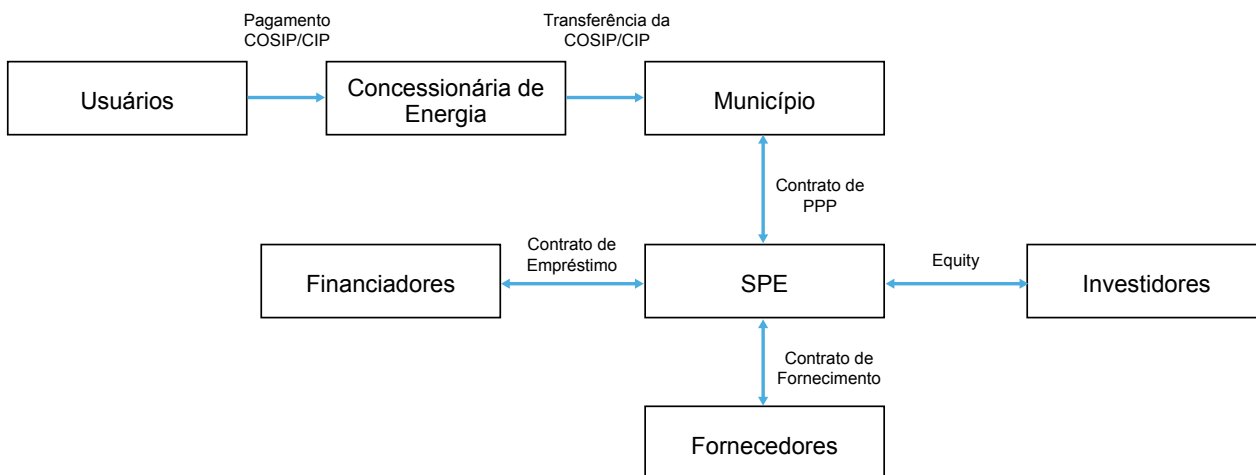 Pagamento
COSIP/CIP
Transferência da
COSIP/CIP
Usuários
Concessionária de
Energia
Município
Contrato de
PPP
Financiadores
Contrato de
Empréstimo
SPE
Equity
Investidores
Contrato de
Fornecimento
Fornecedores